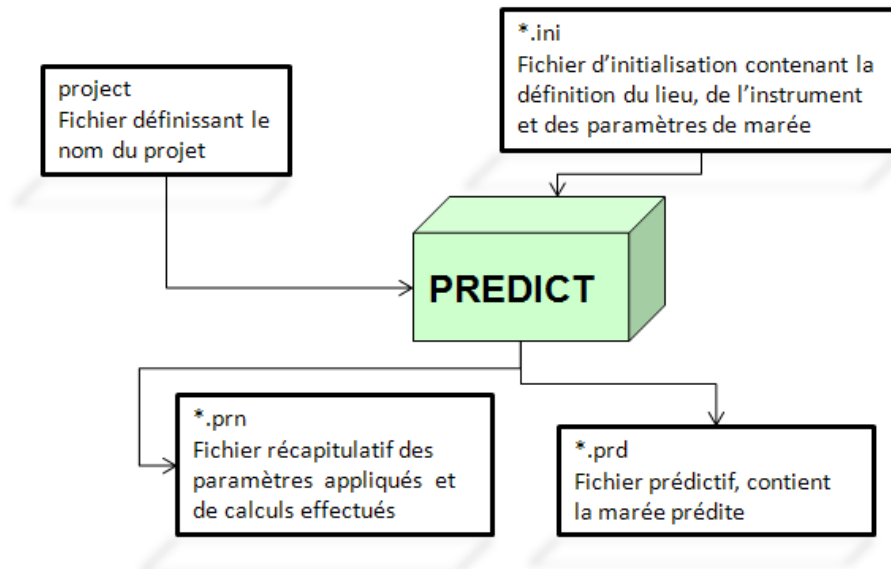 project
Fichier définissant le
nom du projet
*.ini
Fichier d’initialisation contenant la
définition du lieu, de l’instrument
et des paramètres de marée
PREDICT
*.prn
Fichier récapitulatif des
paramètres appliqués et
de calculs effectués
*.prd
Fichier prédictif, contient
la marée prédite